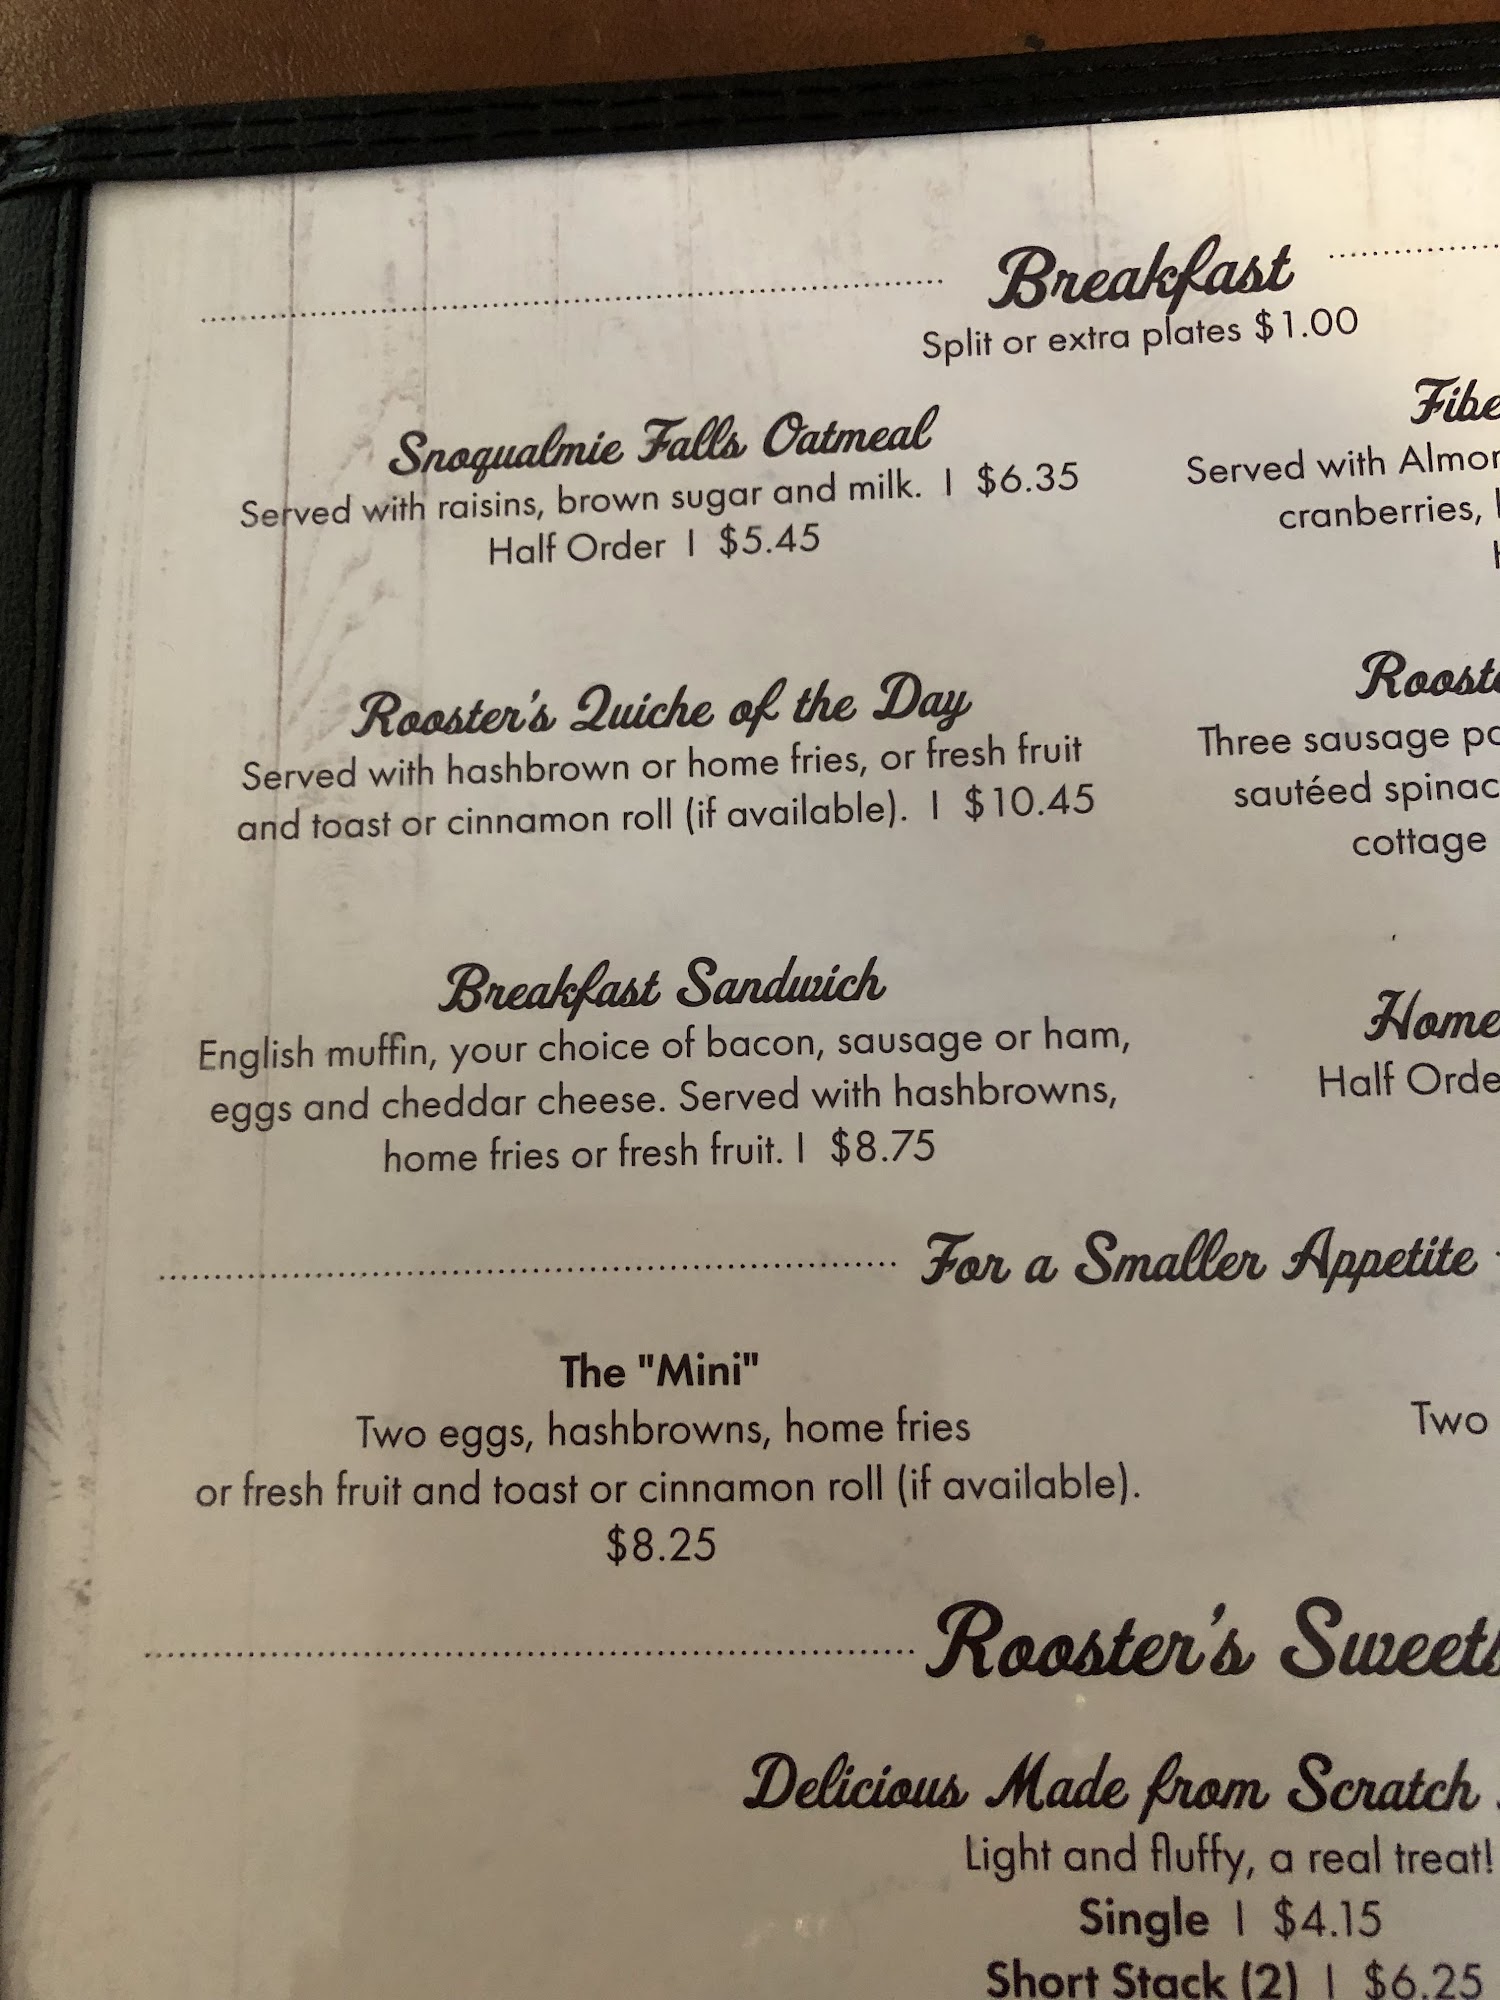 Breakfast
Split or extra plates $1.00
Snoqualmie Falls Oatmeal
Served with raisins, brown sugar and milk. I $6.35
Half Order I $5.45
Served with
cranberries,
Rooster's Quiche of the Day
Served with hashbrown or home fries, or fresh fruit
and toast or cinnamon roll (if available). I $10.45
Three sausage
sautéed
cottage
Breakfast Sandwich
English muffin, your choice of bacon, sausage or ham,
eggs and cheddar cheese. Served with hashbrowns,
home fries or fresh fruit. I $8.75
Home
Half
For a Smaller Appetite
The "Mini"
Two eggs, hashbrowns, home fries
or fresh fruit and toast or cinnamon roll (if available).
$8.25
Two
Rooster's Sweets
Delicious Made from Scratch
Light and fluffy, a real treat!
Single I $4.15
Short Stack (2) I $6.25